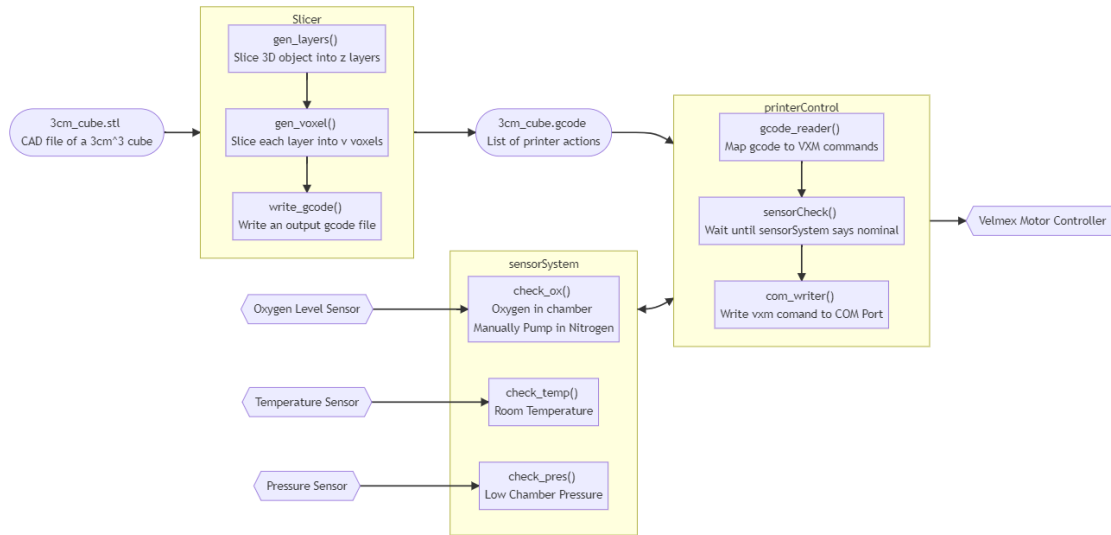 Slicer
gen_layers()
Slice 3D object into z layers
3cm_cube.stl
CAD file of a 3cm^3 cube
gen_voxel()
Slice each layer into v voxels
write_gcode()
Write an output gcode file
3cm_cube.gcode
List of printer actions
printerControl
gcode_reader()
Map gcode to VXM commands
sensorCheck()
Wait until sensorSystem says nominal
com_writer()
Write vxm comand to COM Port
Velmex Motor Controller
sensorSystem
Oxygen Level Sensor
check_ox()
Oxygen in chamber
Manually Pump in Nitrogen
Temperature Sensor
check_temp()
Room Temperature
Pressure Sensor
check_pres()
Low Chamber Pressure